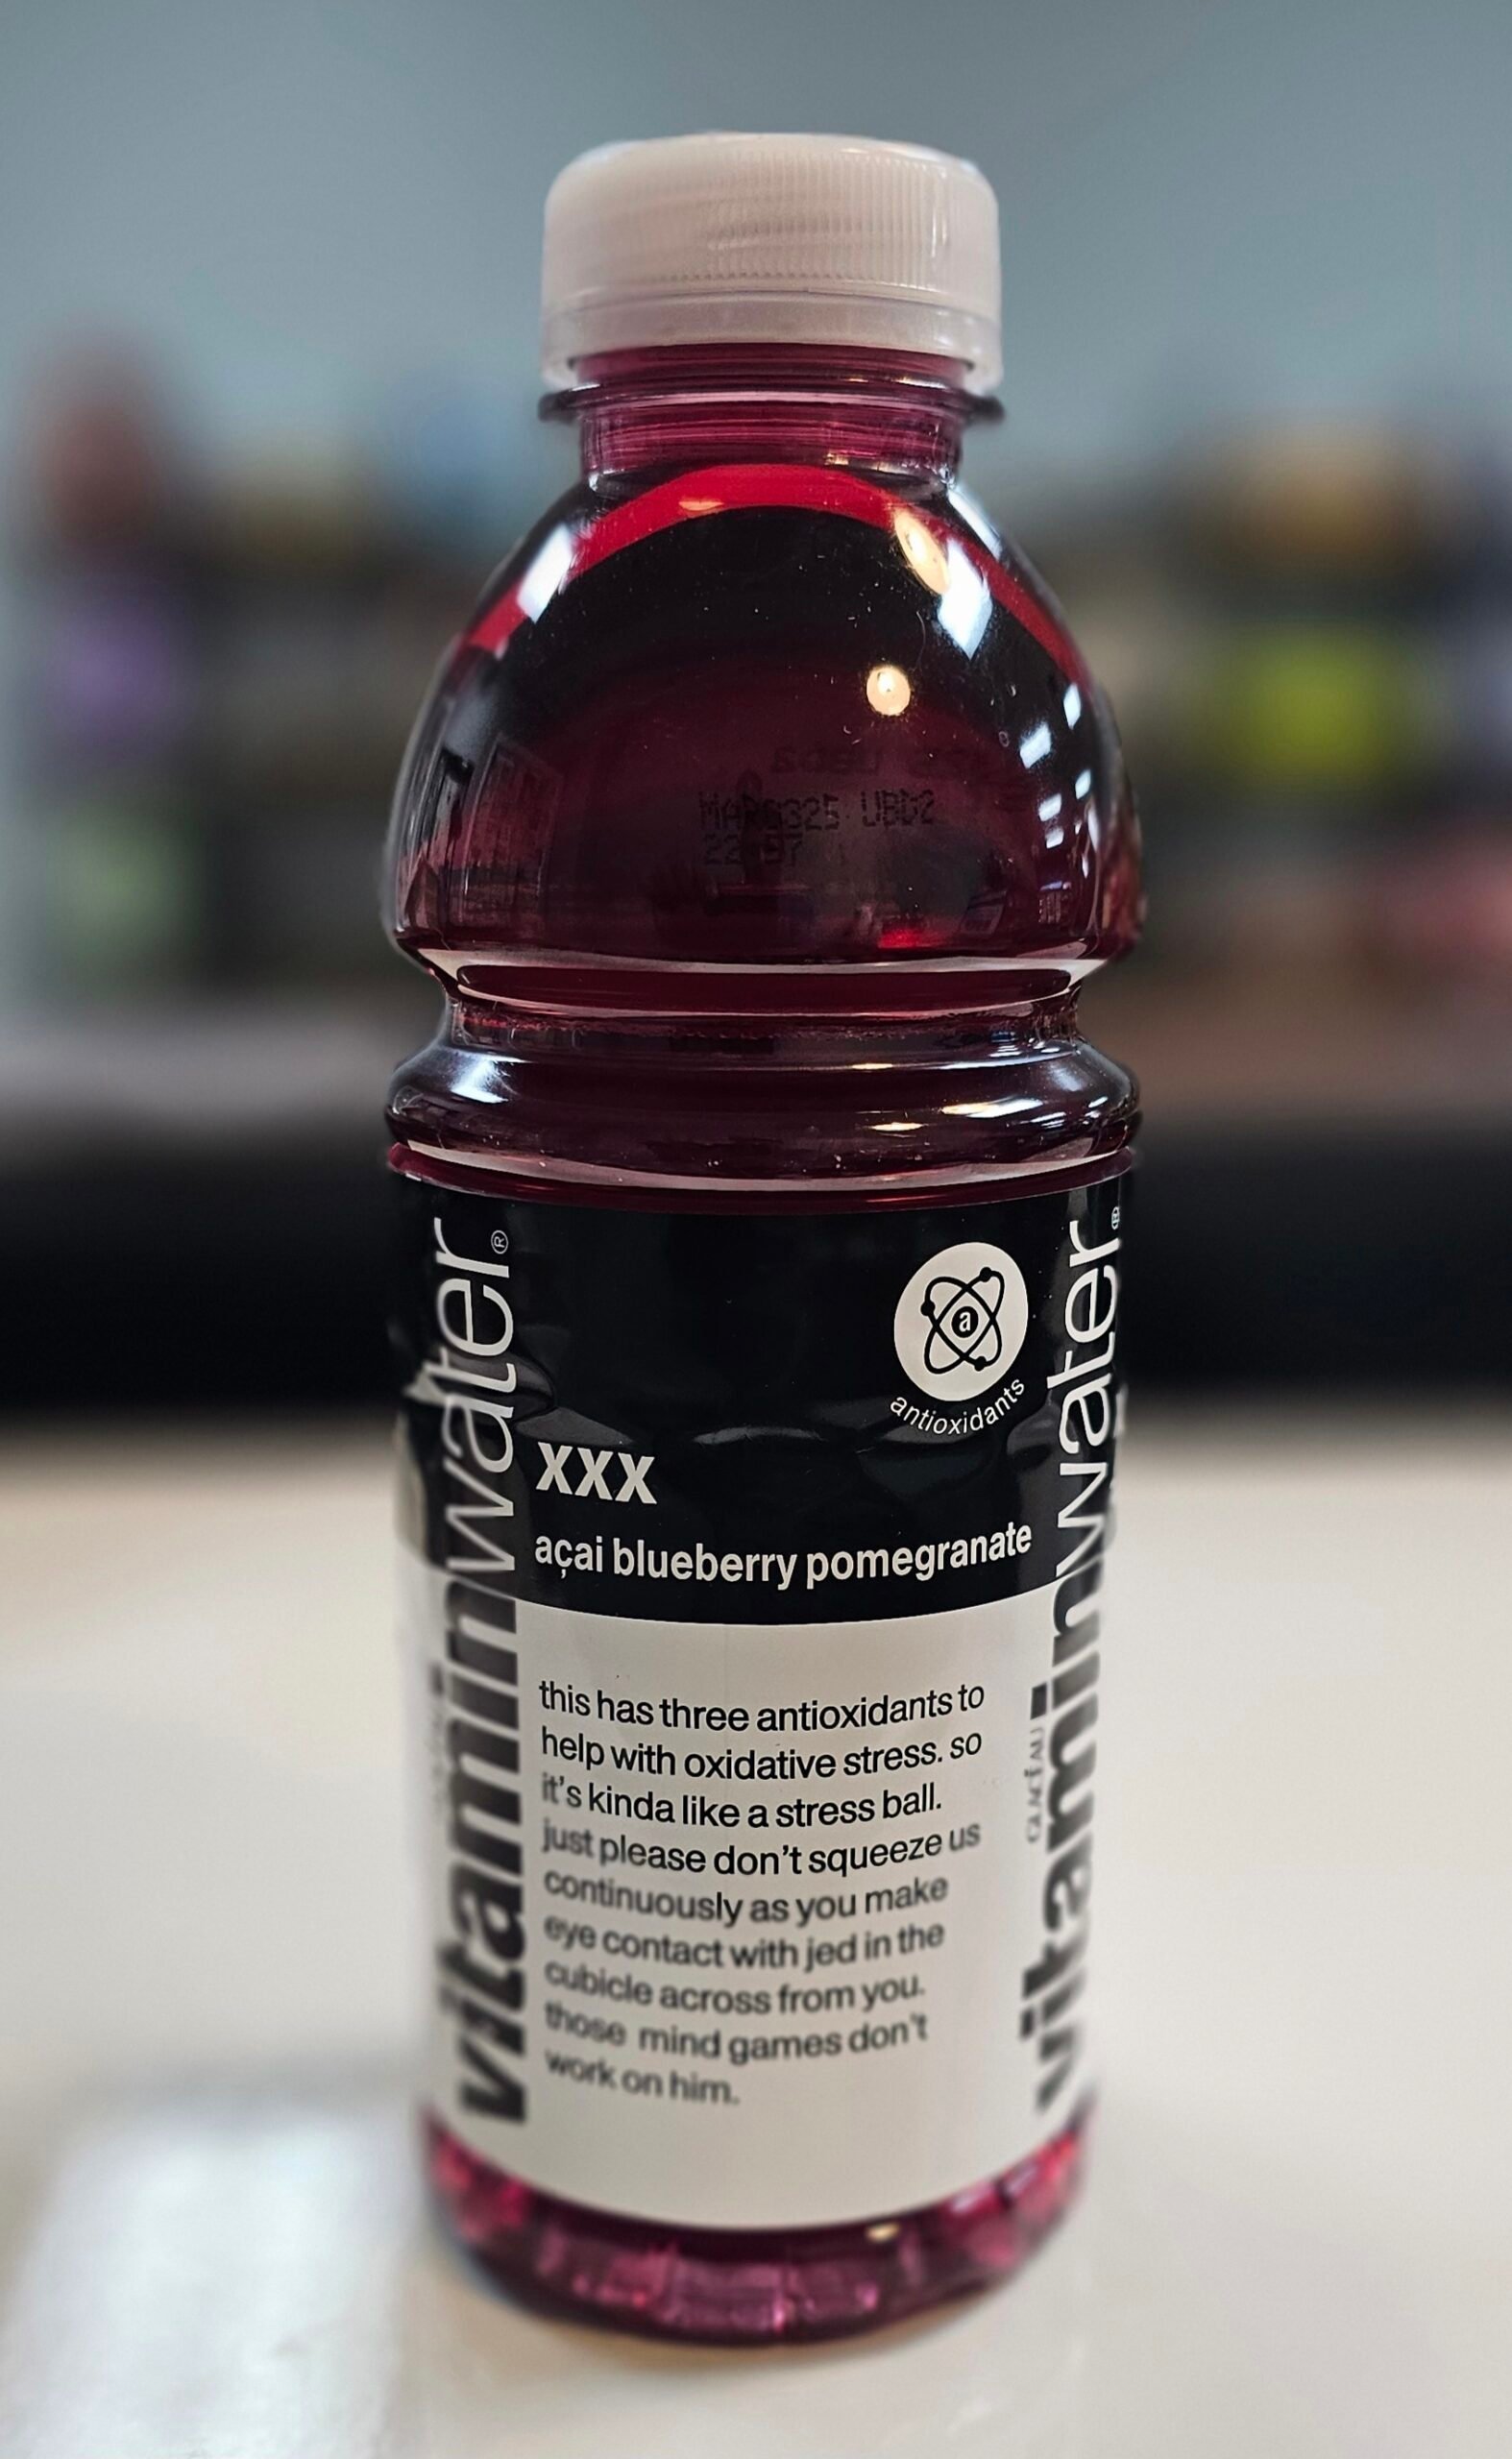 MAR0325 UBD2
vitaminwater®
vitaminwater®
GLACÉAU
a
antioxidants
xxx
açai blueberry pomegranate
this has three antioxidants to
help with oxidative stress. so
it's kinda like a stress ball.
just please don't squeeze us
continuously as you make
eye contact with jed in the
cubicle across from you.
those mind games don't
work on him.